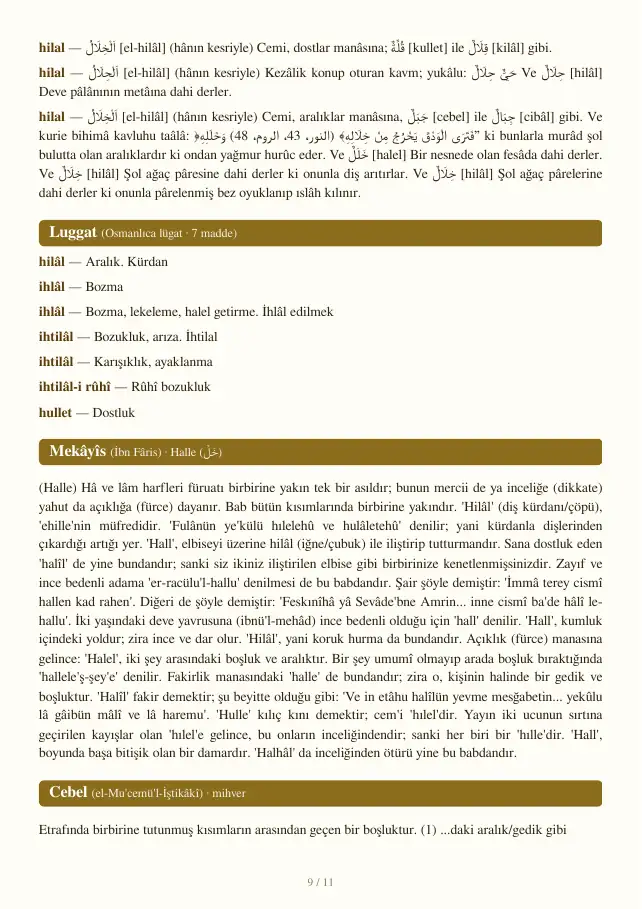 hilal — اَلْخِلَالُ [el-hilâl] (hânın kesriyle) Cemi, dostlar manâsına; قُلَّةٌ [kullet] ile قِلَالٌ [kilâl] gibi.
hilal — اَلْحِلَالُ [el-hilâl] (hânın kesriyle) Kezâlik konup oturan kavm; yukâlu: حَيٌّ حِلَالٌ Ve حِلَالٌ [hilâl]
Deve pâlânının metâına dahi derler.
hilal — اَلْخِلَالُ [el-hilâl] (hânın kesriyle) Cemi, aralıklar manâsına, جَبَلٌ [cebel] ile جِبَالٌ [cibâl] gibi. Ve
kurie bihimâ kavluhu taâlâ: ﴿فَتَرَى الْوَدْقَ يَخْرُجُ مِنْ خِلَالِهِ﴾ (النور، 43، الروم، 48) وَخَلَلِهِ﴾” ki bunlarla murâd şol
bulutta olan aralıklardır ki ondan yağmur hurûc eder. Ve خَلَلٌ [halel] Bir nesnede olan fesâda dahi derler.
Ve خِلَالٌ [hilâl] Şol ağaç pâresine dahi derler ki onunla diş arıtırlar. Ve خِلَالٌ [hilâl] Şol ağaç pârelerine
dahi derler ki onunla pârelenmiş bez oyuklanıp ıslâh kılınır.
Luggat (Osmanlıca lügat · 7 madde)
hilâl — Aralık. Kürdan
ihlâl — Bozma
ihlâl — Bozma, lekeleme, halel getirme. İhlâl edilmek
ihtilâl — Bozukluk, arıza. İhtilal
ihtilâl — Karışıklık, ayaklanma
ihtilâl-i rûhî — Rûhî bozukluk
hullet — Dostluk
Mekâyîs (İbn Fâris) · Halle (خَلّ)
(Halle) Hâ ve lâm harfleri füruatı birbirine yakın tek bir asıldır; bunun mercii de ya inceliğe (dikkate)
yahut da açıklığa (fürce) dayanır. Bab bütün kısımlarında birbirine yakındır. 'Hilâl' (diş kürdanı/çöpü),
'ehille'nin müfredidir. 'Fulânün ye'külü hılelehû ve hulâletehû' denilir; yani kürdanla dişlerinden
çıkardığı artığı yer. 'Hall', elbiseyi üzerine hilâl (iğne/çubuk) ile iliştirip tutturmandır. Sana dostluk eden
'halîl' de yine bundandır; sanki siz ikiniz iliştirilen elbise gibi birbirinize kenetlenmişsinizdir. Zayıf ve
ince bedenli adama 'er-racülu'l-hallu' denilmesi de bu babdandır. Şair şöyle demiştir: 'İmmâ terey cismî
hallen kad rahen'. Diğeri de şöyle demiştir: 'Feskınîhâ yâ Sevâde'bne Amrin... inne cismî ba'de hâlî le-
hallu'. İki yaşındaki deve yavrusuna (ibnü'l-mehâd) ince bedenli olduğu için 'hall' denilir. 'Hall', kumluk
içindeki yoldur; zira ince ve dar olur. 'Hilâl', yani koruk hurma da bundandır. Açıklık (fürce) manasına
gelince: 'Halel', iki şey arasındaki boşluk ve aralıktır. Bir şey umumî olmayıp arada boşluk bıraktığında
'hallele'ş-şey'e' denilir. Fakirlik manasındaki 'halle' de bundandır; zira o, kişinin halinde bir gedik ve
boşluktur. 'Halîl' fakir demektir; şu beyitte olduğu gibi: 'Ve in etâhu halîlün yevme mesğabetin... yekûlu
lâ gâibün mâlî ve lâ haremu'. 'Hulle' kılıç kını demektir; cem'i 'hılel'dir. Yayın iki ucunun sırtına
geçirilen kayışlar olan 'hılel'e gelince, bu onların inceliğindendir; sanki her biri bir 'hılle'dir. 'Hall',
boyunda başa bitişik olan bir damardır. 'Halhâl' da inceliğinden ötürü yine bu babdandır.
Cebel (el-Mu'cemü'l-İştikâkî) · mihver
Etrafında birbirine tutunmuş kısımların arasından geçen bir boşluktur. (1) ...daki aralık/gedik gibi
9 / 11